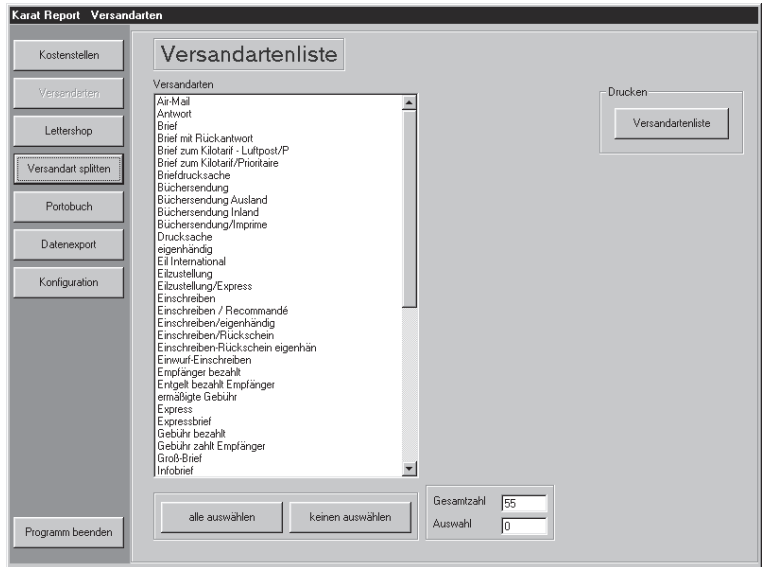 Karat Report Versandarten
Kostenstellen
Versandarten
Lettershop
Versandart splitten
Portobuch
Datenexport
Konfiguration
Programm beenden
Versandartenliste
Versandarten
Air-Mail
Antwort
Brief
Brief mit Rückantwort
Brief zum Kilotarif - Luftpost/P
Brief zum Kilotarif/Prioritaire
Briefdrucksache
Büchersendung
Büchersendung Ausland
Büchersendung Inland
Büchersendung/Imprime
Drucksache
eigenhändig
Eil International
Eilzustellung
Eilzustellung/Express
Einschreiben
Einschreiben / Recommandé
Einschreiben/eigenhändig
Einschreiben/Rückschein
Einschreiben-Rückschein eigenhän
Einwurf-Einschreiben
Empfänger bezahlt
Entgelt bezahlt Empfänger
ermäßigte Gebühr
Express
Expressbrief
Gebühr bezahlt
Gebühr zahlt Empfänger
Groß-Brief
Infobrief
alle auswählen
keinen auswählen
Gesamtzahl 55
Auswahl 0
Drucken
Versandartenliste